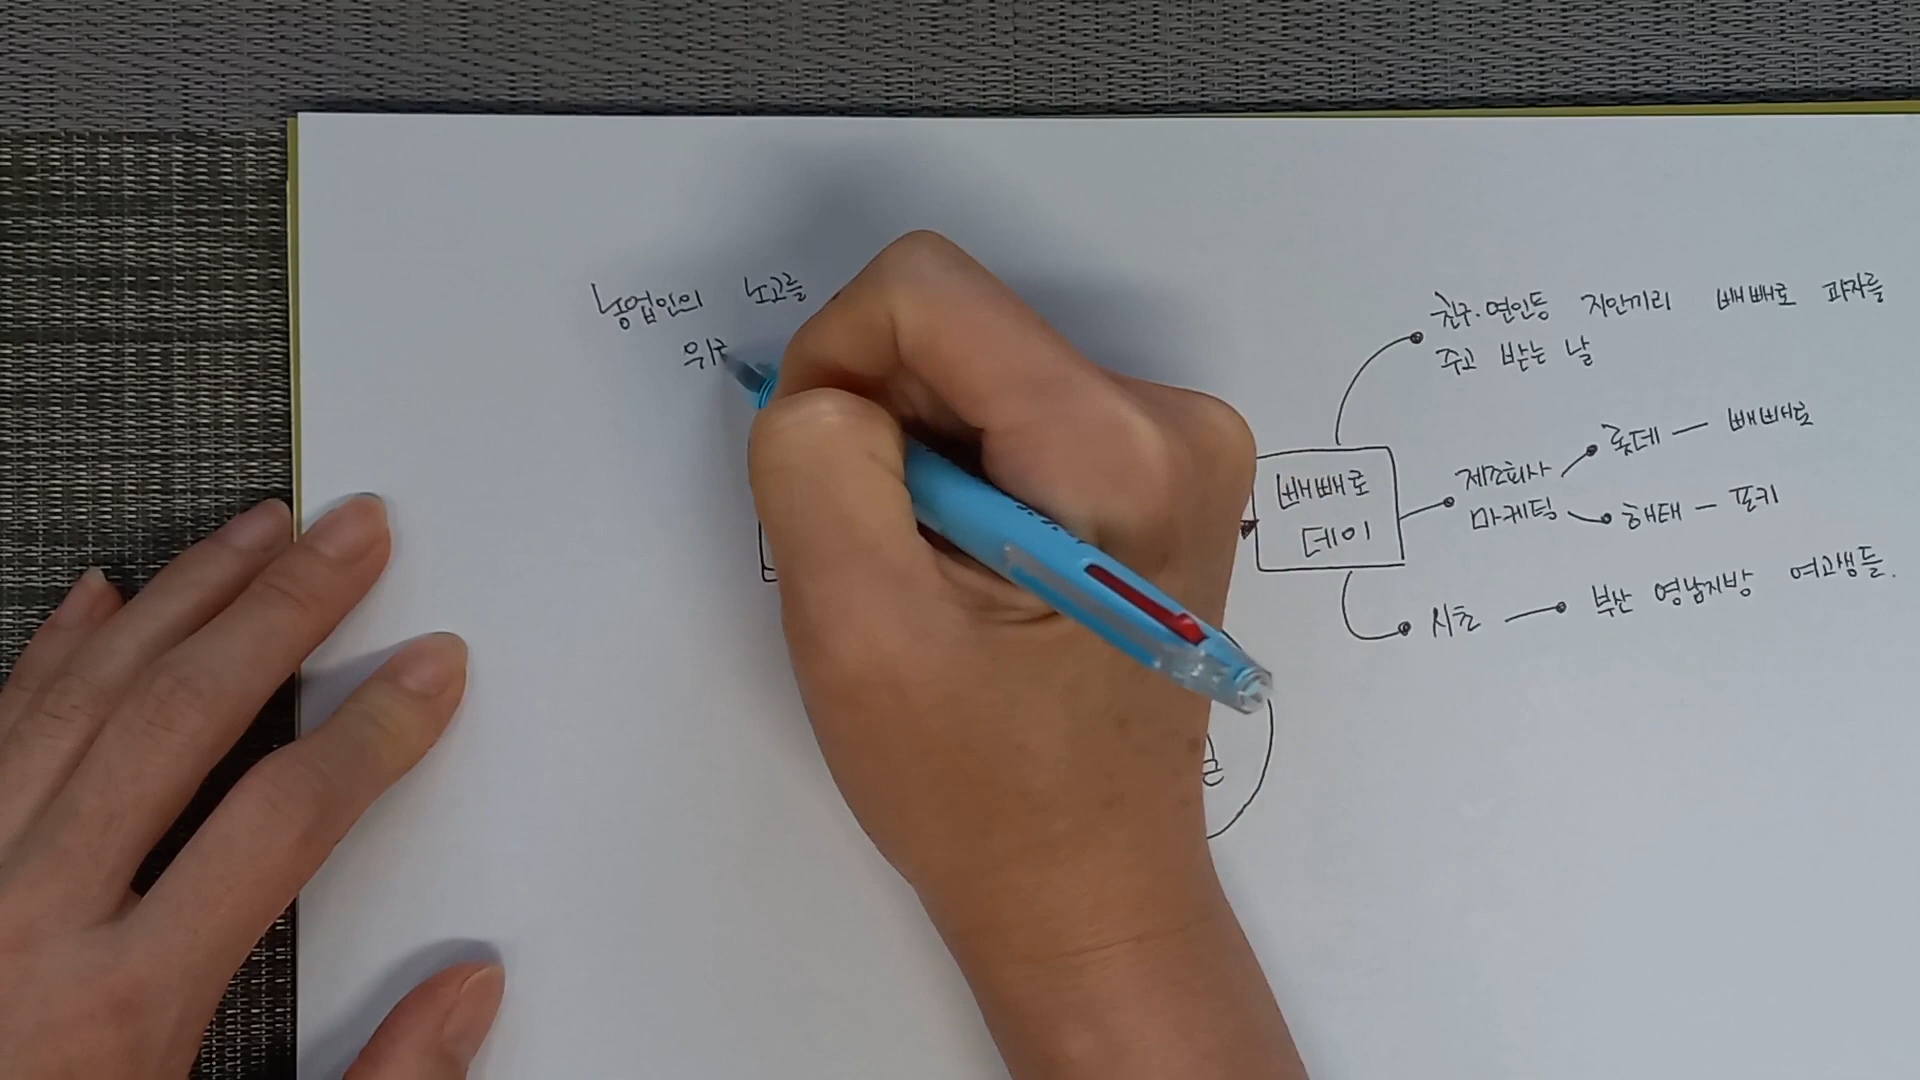 농업인의 노고를
위
빼빼로
데이
친구·연인등 지인끼리 빼빼로 과자를
주고 받는 날
제조회사
마케팅
롯데 — 빼빼로
해태 — 포키
시초
부산 영남지방 여고생들.